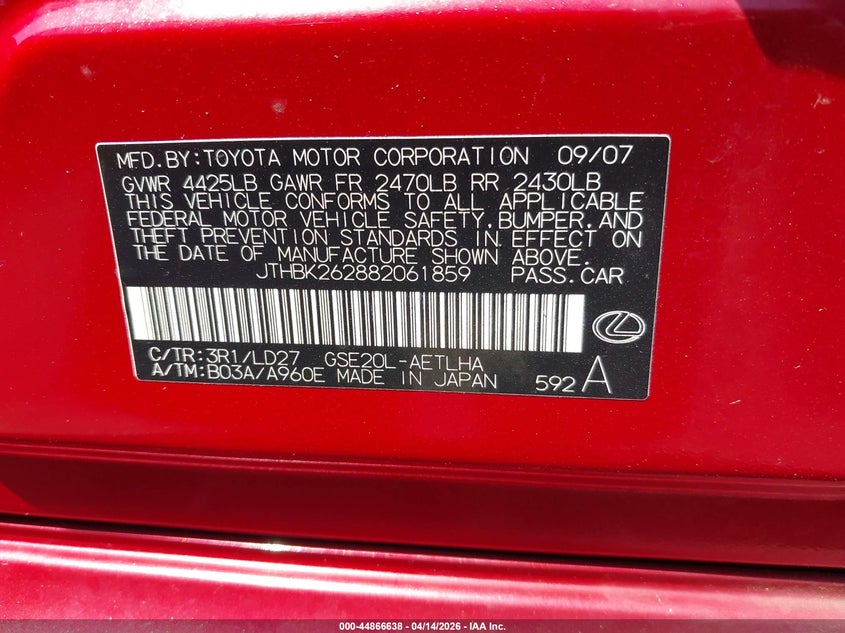 MFD.BY:TOYOTA MOTOR CORPORATION 09/07
GVWR 4425LB GAWR FR 2470LB RR 2430LB
THIS VEHICLE CONFORMS TO ALL APPLICABLE
FEDERAL MOTOR VEHICLE SAFETY,BUMPER,AND
THEFT PREVENTION STANDARDS IN EFFECT ON
THE DATE OF MANUFACTURE SHOWN ABOVE.
JTHBK262882061859 PASS.CAR
C/TR:3R1/LD27 GSE20L-AETLHA
A/TM:B03A/A960E MADE IN JAPAN
592A
000-44866638 - 04/14/2026 - IAA Inc.